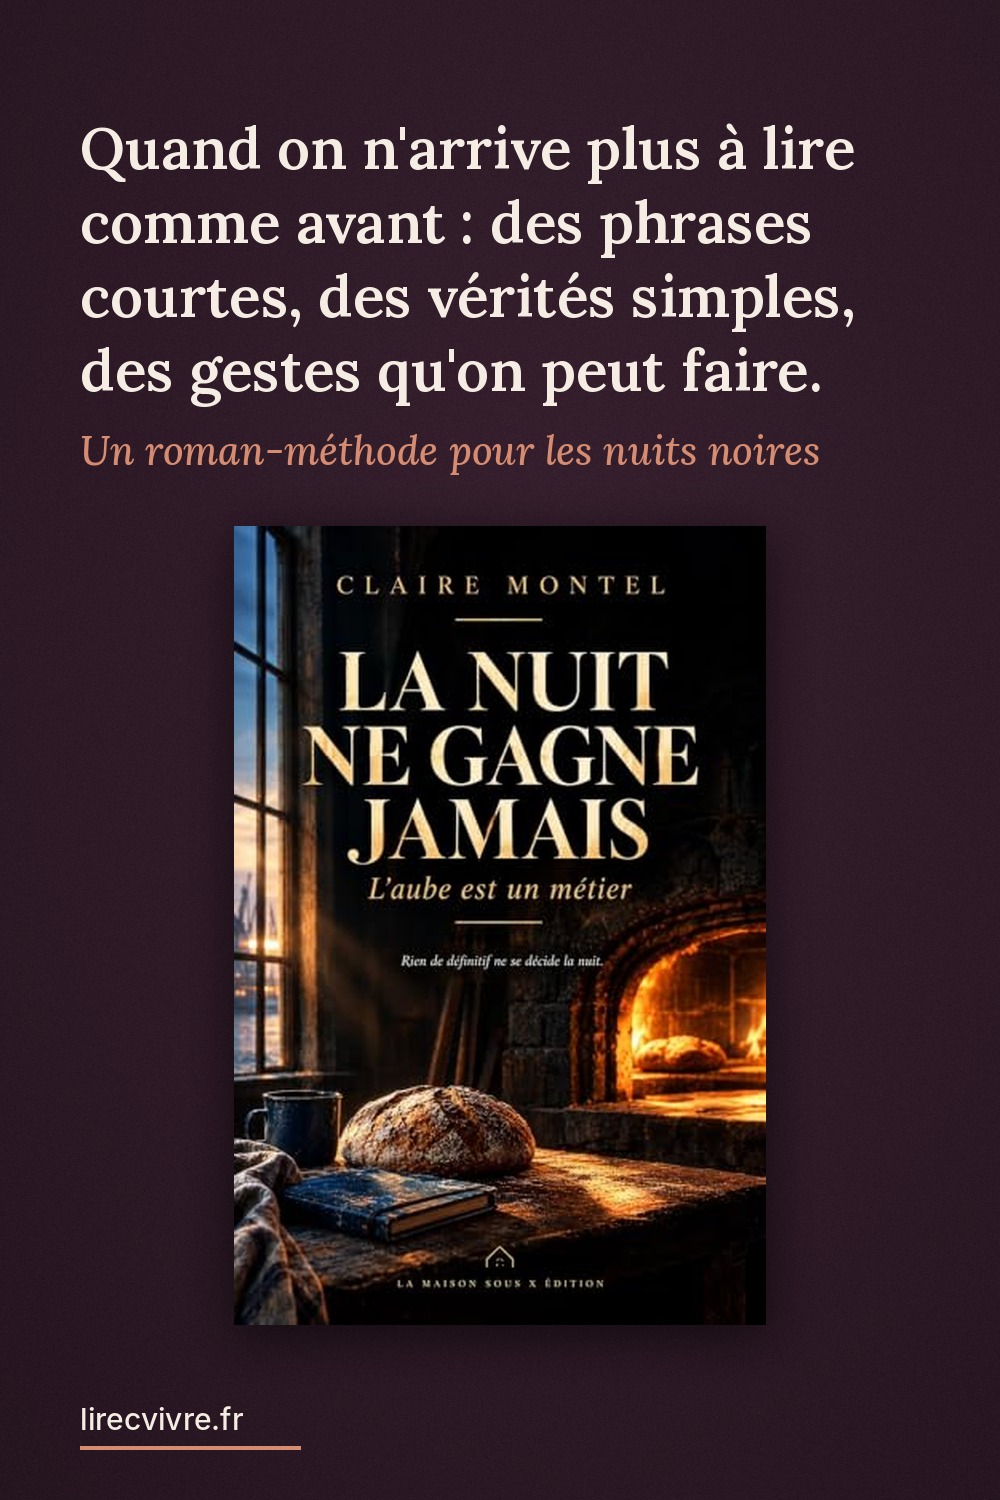 Quand on n'arrive plus à lire
comme avant : des phrases
courtes, des vérités simples,
des gestes qu'on peut faire.
Un roman-méthode pour les nuits noires
CLAIRE MONTEL
LA NUIT
NE GAGNE
JAMAIS
L'aube est un métier
Rien de définitif ne se décide la nuit.
LA MAISON SOUS X ÉDITION
lirecvivre.fr